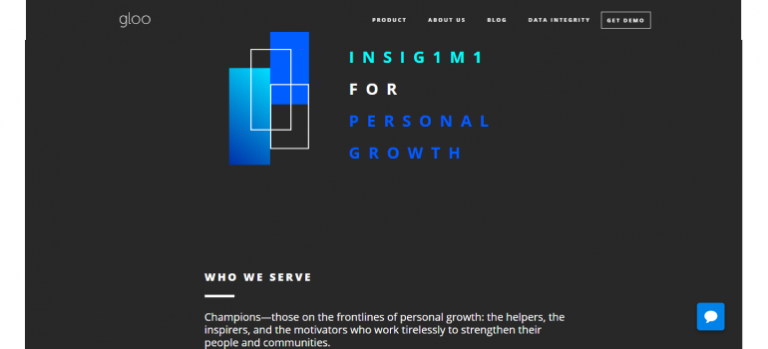 gloo
PRODUCT ABOUT US BLOG DATA INTEGRITY GET DEMO
INSIG1M1
FOR
PERSONAL
GROWTH
WHO WE SERVE
Champions—those on the frontlines of personal growth: the helpers, the
inspirers, and the motivators who work tirelessly to strengthen their
people and communities.